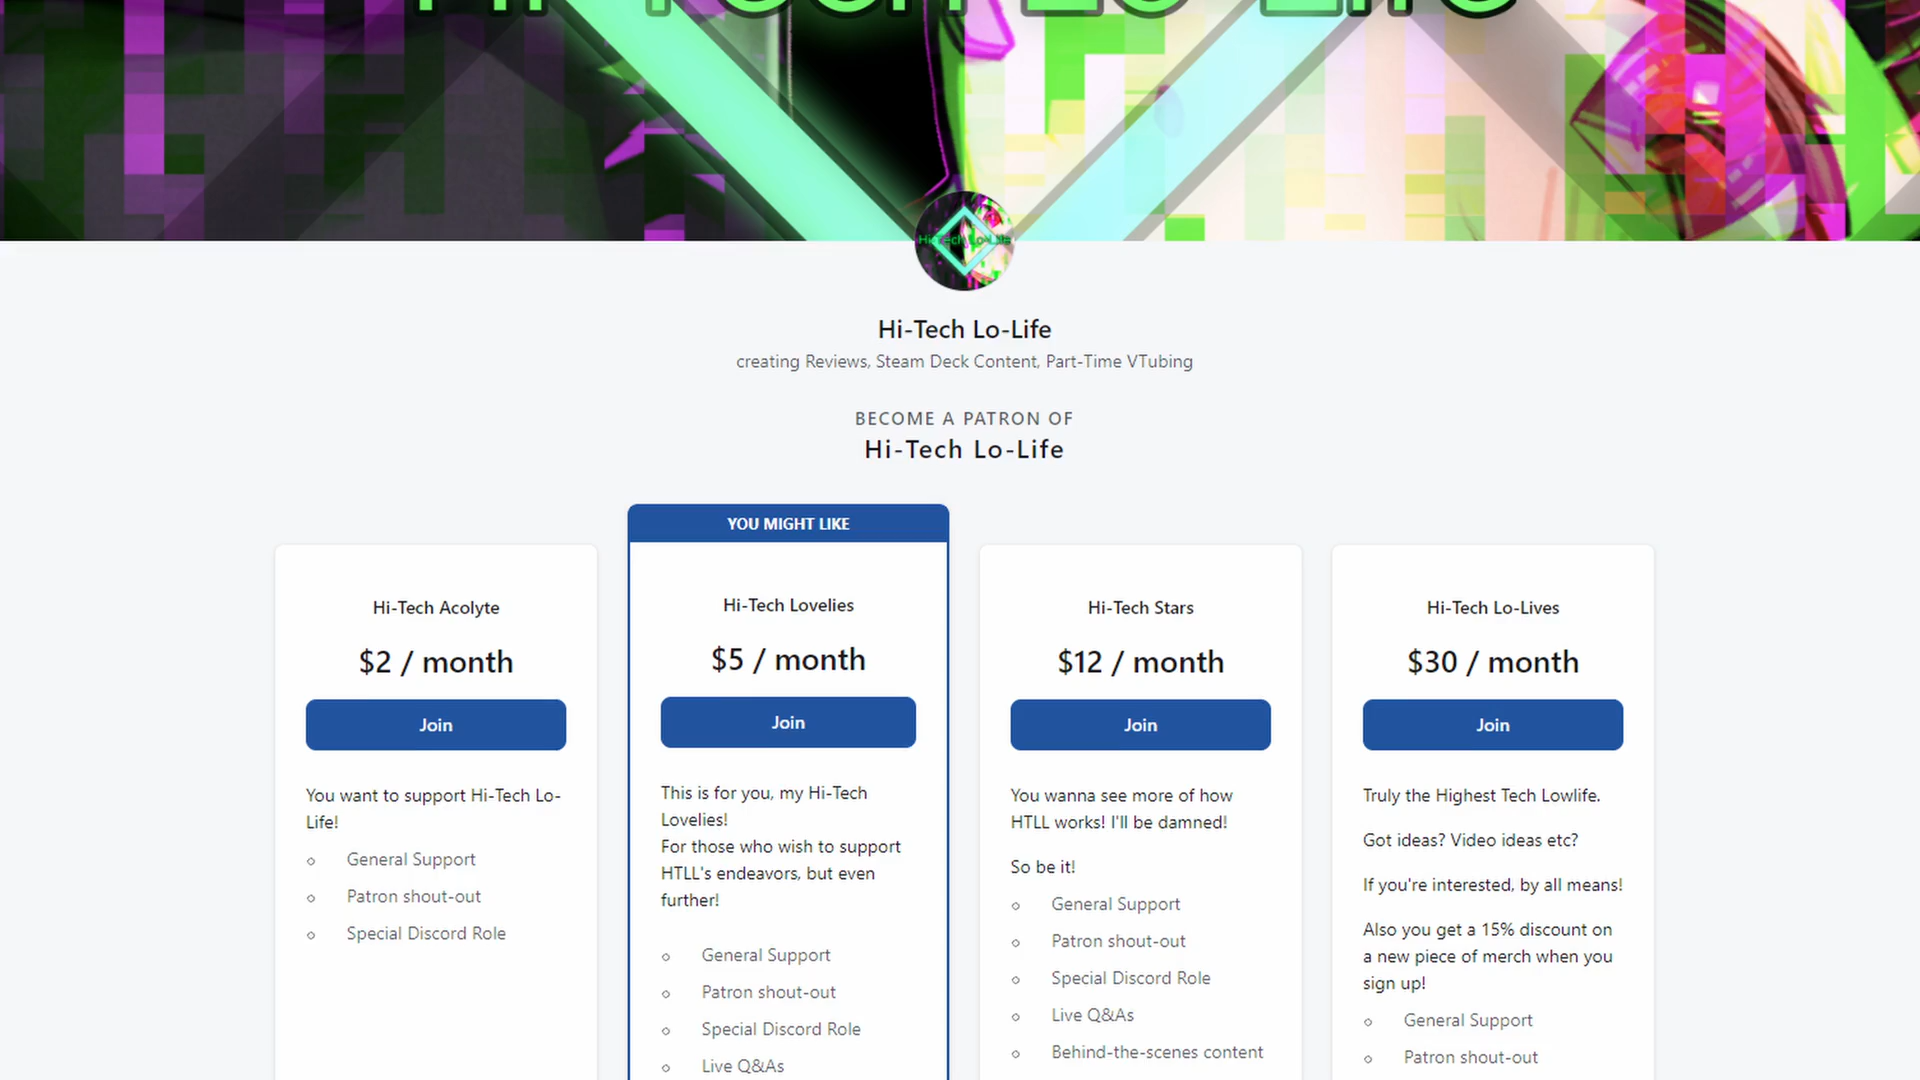 Hi-Tech Lo-Life
Hi-Tech Lo-Life
Hi-Tech Lo-Life
creating Reviews, Steam Deck Content, Part-Time VTubing
BECOME A PATRON OF
Hi-Tech Lo-Life
Hi-Tech Acolyte
$2 / month
Join
You want to support Hi-Tech Lo-
Life!
General Support
Patron shout-out
Special Discord Role
YOU MIGHT LIKE
Hi-Tech Lovelies
$5 / month
Join
This is for you, my Hi-Tech
Lovelies!
For those who wish to support
HTLL's endeavors, but even
further!
General Support
Patron shout-out
Special Discord Role
Live Q&As
Hi-Tech Stars
$12 / month
Join
You wanna see more of how
HTLL works! I'll be damned!
So be it!
General Support
Patron shout-out
Special Discord Role
Live Q&As
Behind-the-scenes content
Hi-Tech Lo-Lives
$30 / month
Join
Truly the Highest Tech Lowlife.
Got ideas? Video ideas etc?
If you're interested, by all means!
Also you get a 15% discount on
a new piece of merch when you
sign up!
General Support
Patron shout-out